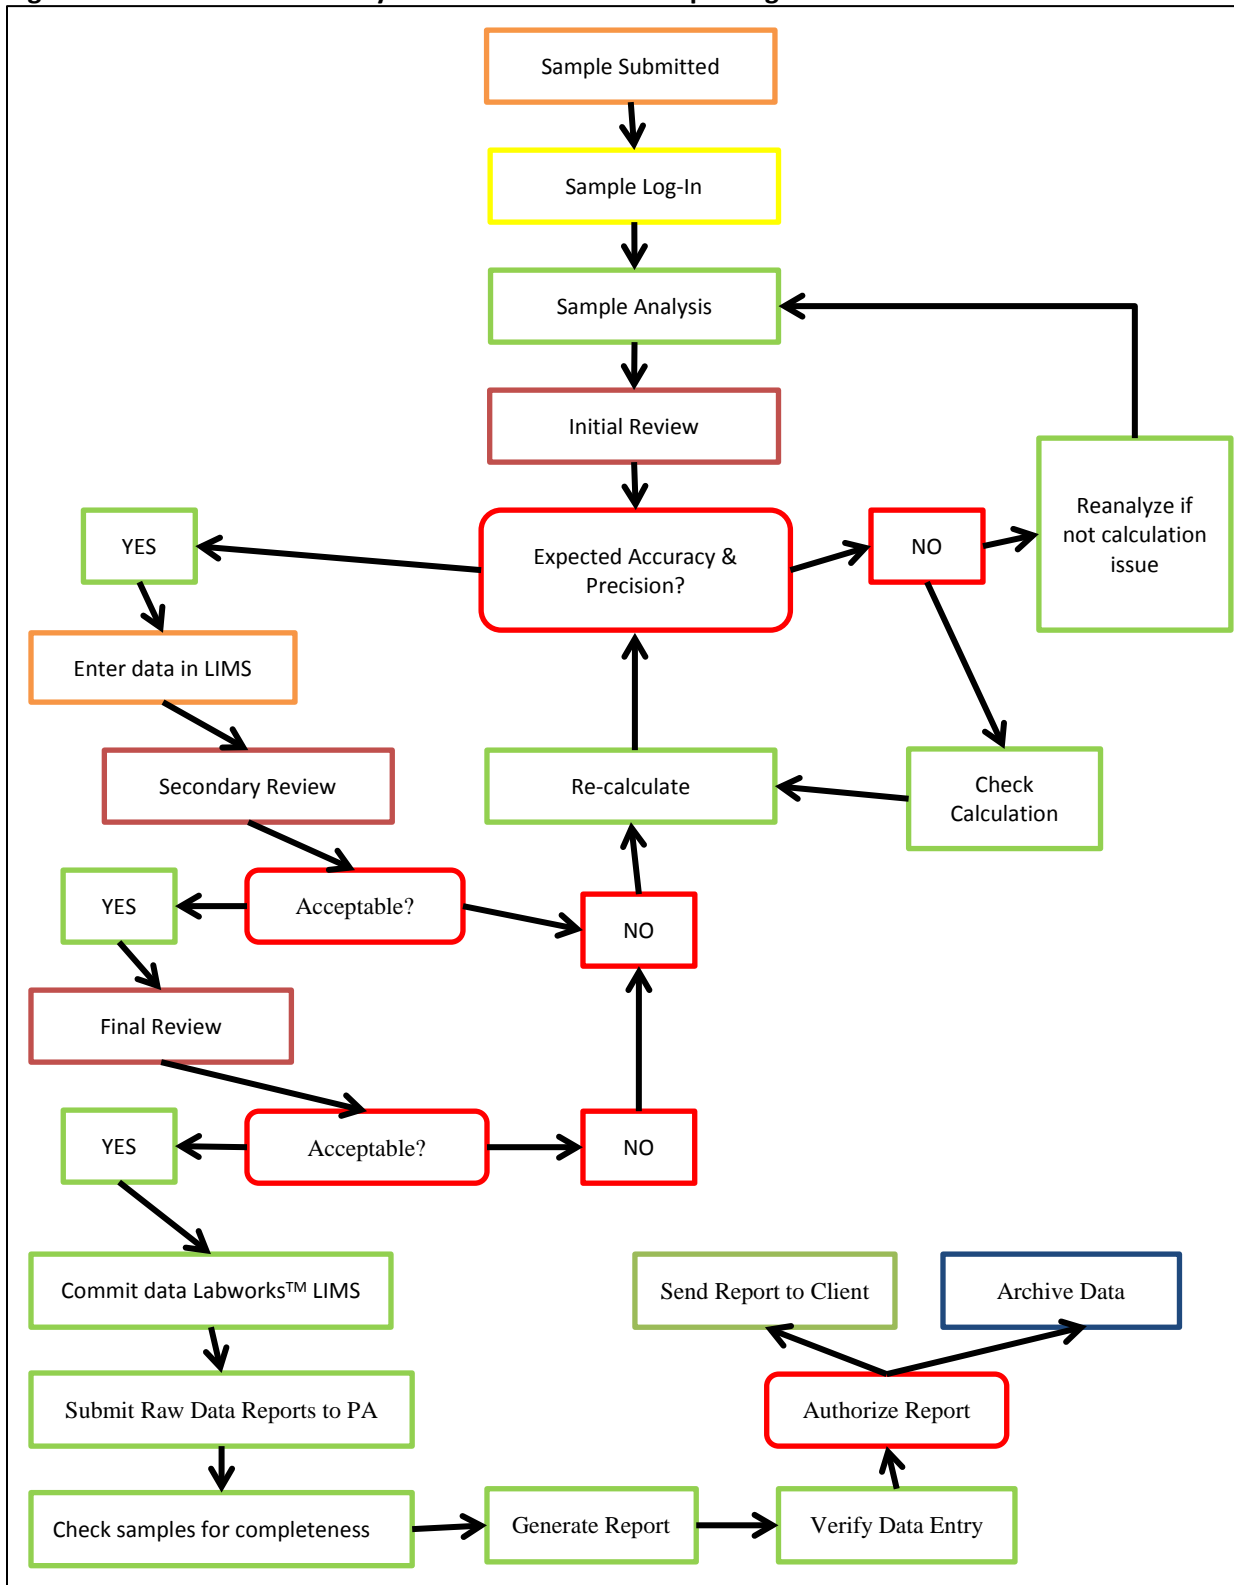 Sample Submitted
Sample Log-In
Sample Analysis
Initial Review
Expected Accuracy &
Precision?
YES
NO
Reanalyze if
not calculation
issue
Enter data in LIMS
Secondary Review
Re-calculate
Check
Calculation
YES
Acceptable?
NO
Final Review
YES
Acceptable?
NO
Commit data Labworks™ LIMS
Send Report to Client
Archive Data
Submit Raw Data Reports to PA
Authorize Report
Check samples for completeness
Generate Report
Verify Data Entry